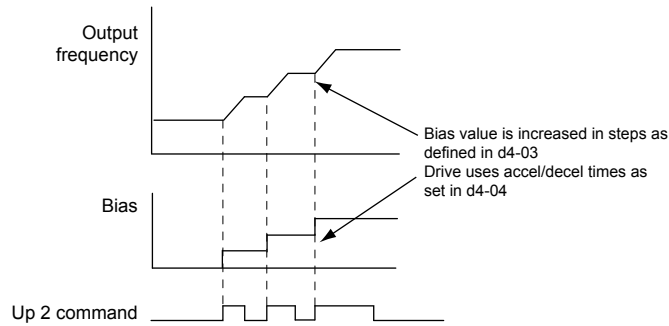 Output
frequency
Bias value is increased in steps as
defined in d4-03
Drive uses accel/decel times as
set in d4-04
Bias
Up 2 command